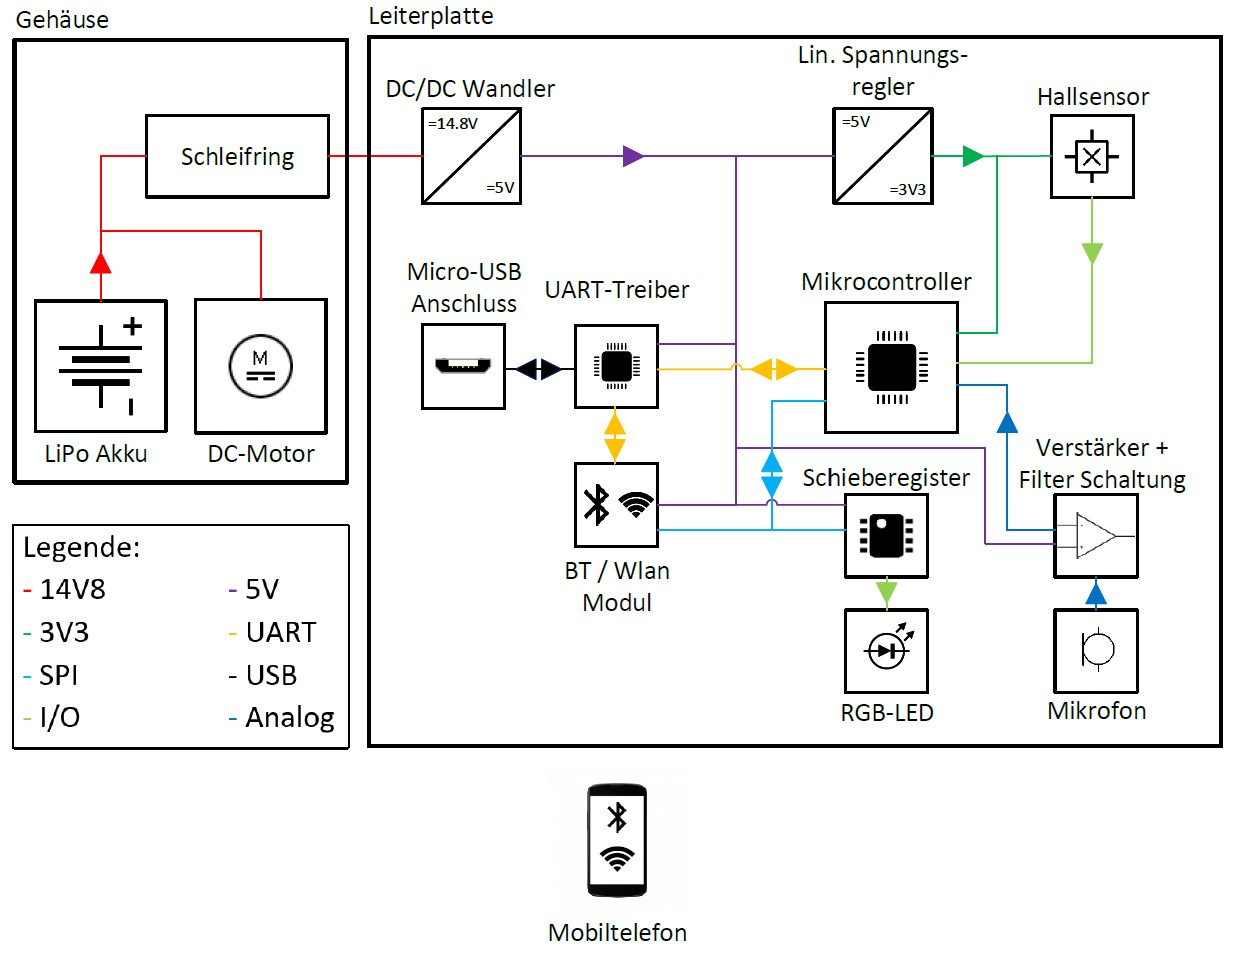 Gehäuse
Leiterplatte
Schleifring
LiPo Akku
M
DC-Motor
DC/DC Wandler
=14.8V
=5V
Lin. Spannungs-
regler
=5V
=3V3
Hallsensor
Micro-USB
Anschluss
UART-Treiber
Mikrocontroller
BT / Wlan
Modul
Schieberegister
RGB-LED
Verstärker +
Filter Schaltung
Mikrofon
Legende:
- 14V8
- 5V
- 3V3
- UART
- SPI
- USB
- I/O
- Analog
Mobiltelefon